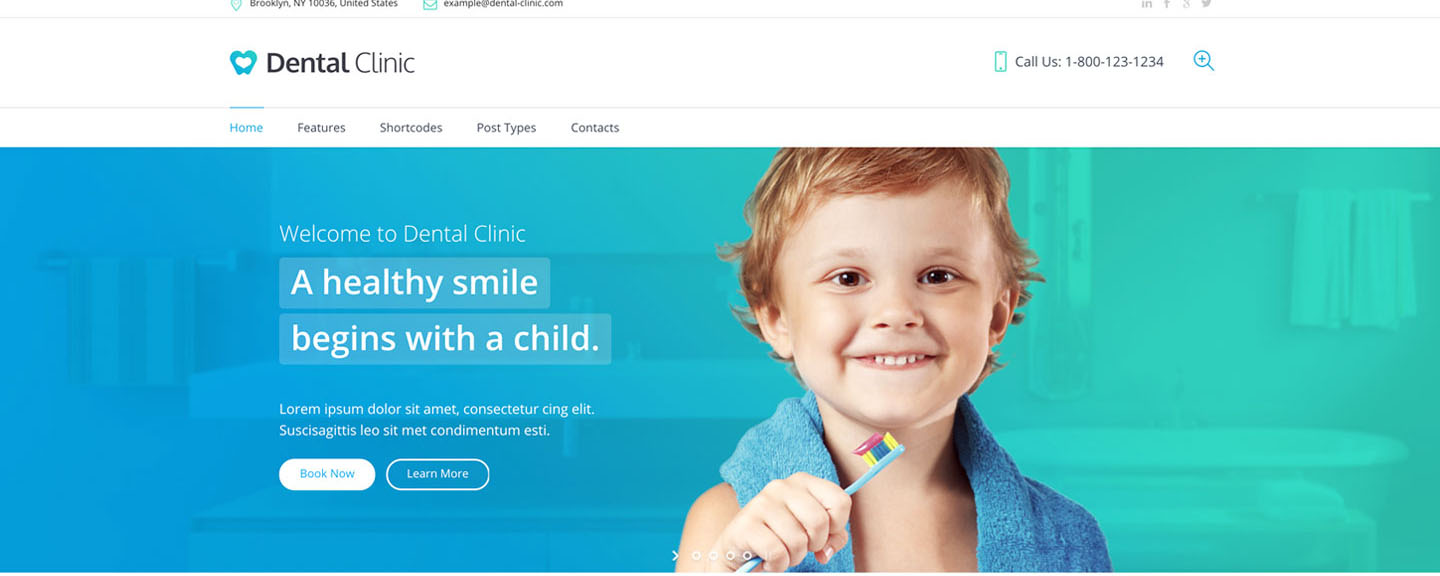 Brooklyn, NY 10036, United States
example@dental-clinic.com
Dental Clinic
Call Us: 1-800-123-1234
Home
Features
Shortcodes
Post Types
Contacts
Welcome to Dental Clinic
A healthy smile
begins with a child.
Lorem ipsum dolor sit amet, consectetur cing elit.
Suscisagittis leo sit met condimentum esti.
Book Now
Learn More